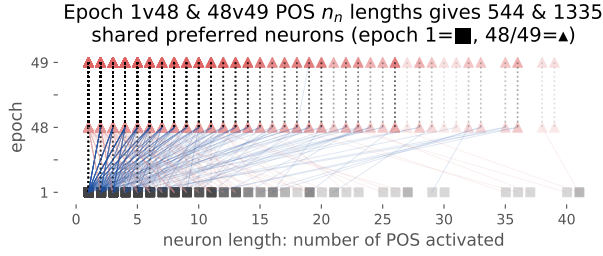 Epoch 1v48 & 48v49 POS n_n lengths gives 544 & 1335
shared preferred neurons (epoch 1=■, 48/49=▲)
49
48
1
epoch
0 5 10 15 20 25 30 35 40
neuron length: number of POS activated